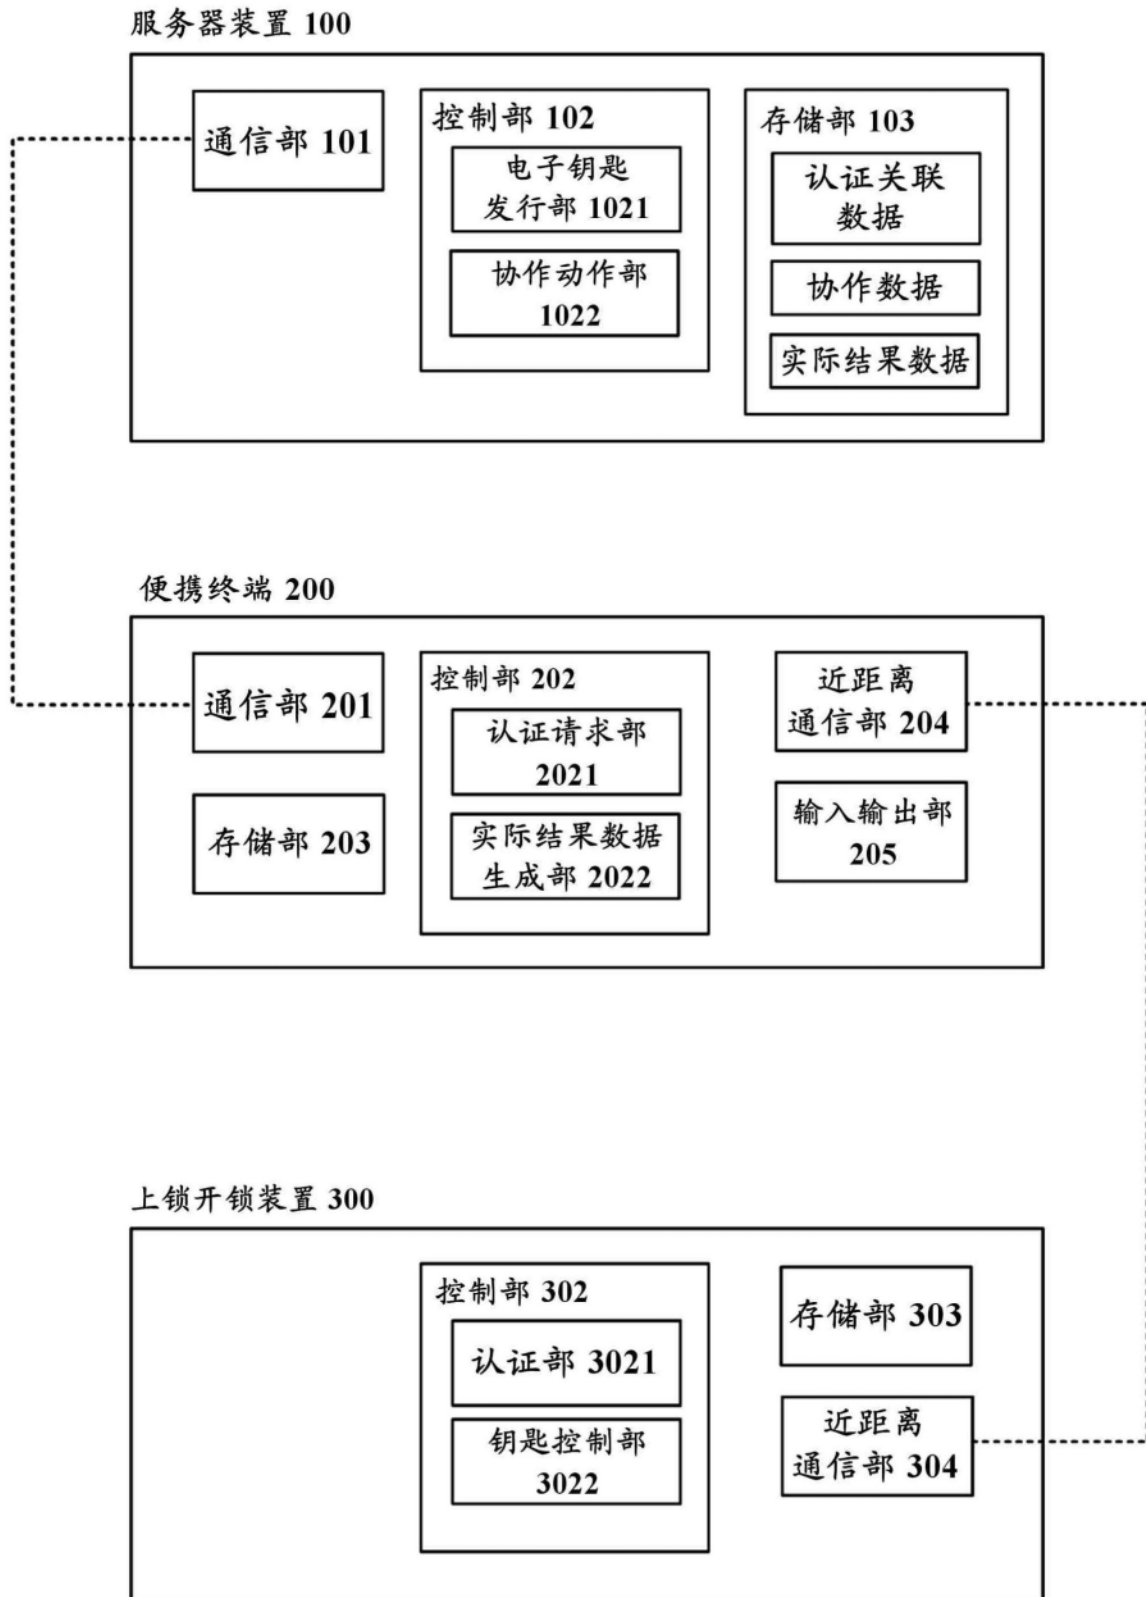 服务器装置 100
通信部 101
控制部 102
电子钥匙
发行部 1021
协作动作部
1022
存储部 103
认证关联
数据
协作数据
实际结果数据
便携终端 200
通信部 201
存储部 203
控制部 202
认证请求部
2021
实际结果数据
生成部 2022
近距离
通信部 204
输入输出部
205
上锁开锁装置 300
控制部 302
认证部 3021
钥匙控制部
3022
存储部 303
近距离
通信部 304